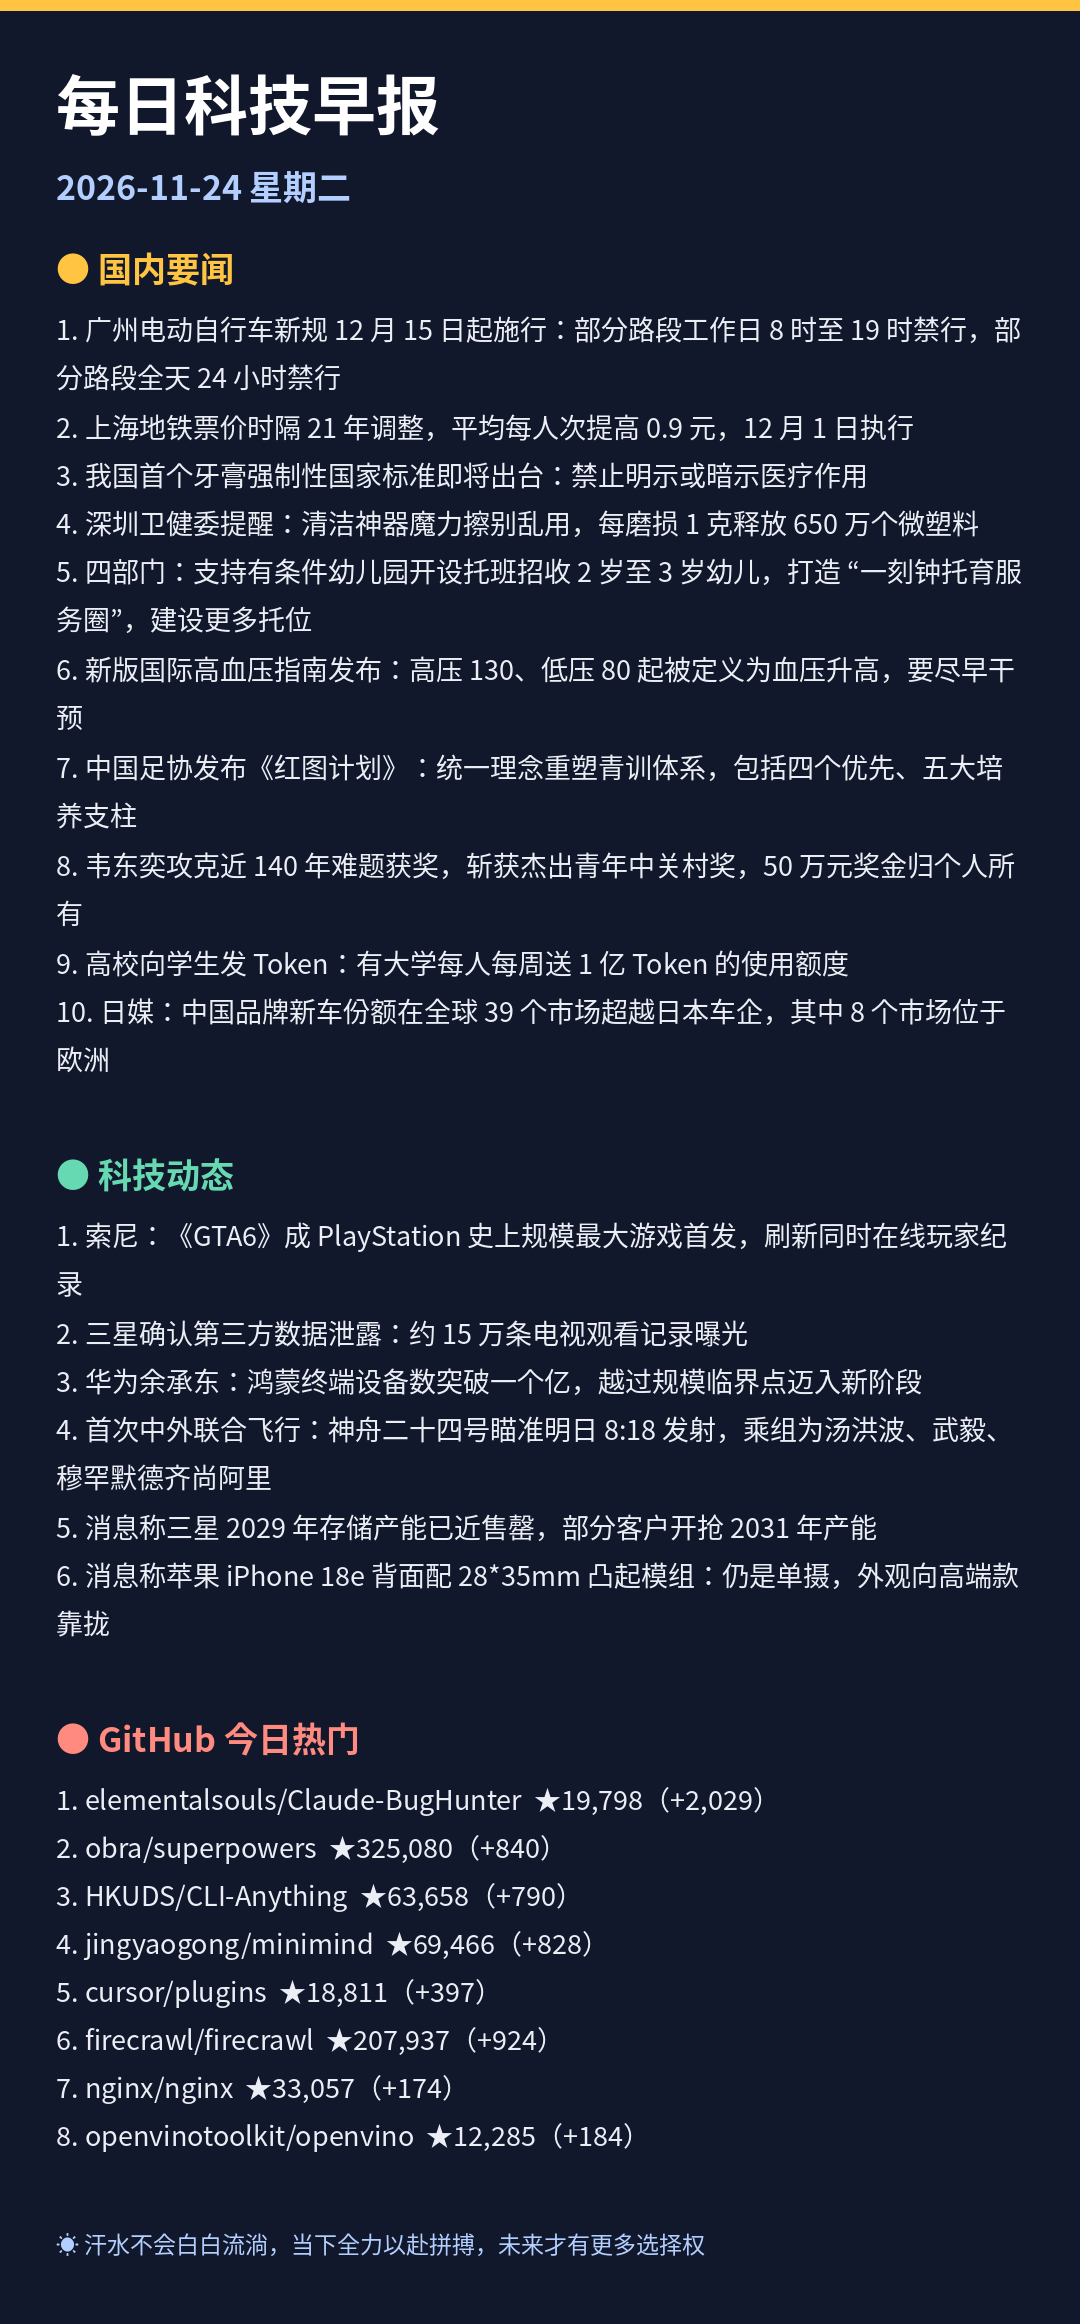 每日科技早报
2026-11-24 星期二
● 国内要闻
1. 广州电动自行车新规 12 月 15 日起施行：部分路段工作日 8 时至 19 时禁行，部
分路段全天 24 小时禁行
2. 上海地铁票价时隔 21 年调整，平均每人次提高 0.9 元，12 月 1 日执行
3. 我国首个牙膏强制性国家标准即将出台：禁止明示或暗示医疗作用
4. 深圳卫健委提醒：清洁神器魔力擦别乱用，每磨损 1 克释放 650 万个微塑料
5. 四部门：支持有条件幼儿园开设托班招收 2 岁至 3 岁幼儿，打造 “一刻钟托育服
务圈”，建设更多托位
6. 新版国际高血压指南发布：高压 130、低压 80 起被定义为血压升高，要尽早干
预
7. 中国足协发布《红图计划》：统一理念重塑青训体系，包括四个优先、五大培
养支柱
8. 韦东奕攻克近 140 年难题获奖，斩获杰出青年中关村奖，50 万元奖金归个人所
有
9. 高校向学生发 Token：有大学每人每周送 1 亿 Token 的使用额度
10. 日媒：中国品牌新车份额在全球 39 个市场超越日本车企，其中 8 个市场位于
欧洲
● 科技动态
1. 索尼：《GTA6》成 PlayStation 史上规模最大游戏首发，刷新同时在线玩家纪
录
2. 三星确认第三方数据泄露：约 15 万条电视观看记录曝光
3. 华为余承东：鸿蒙终端设备数突破一个亿，越过规模临界点迈入新阶段
4. 首次中外联合飞行：神舟二十四号瞄准明日 8:18 发射，乘组为汤洪波、武毅、
穆罕默德齐尚阿里
5. 消息称三星 2029 年存储产能已近售罄，部分客户开抢 2031 年产能
6. 消息称苹果 iPhone 18e 背面配 28*35mm 凸起模组：仍是单摄，外观向高端款
靠拢
● GitHub 今日热门
1. elementalsouls/Claude-BugHunter ★19,798（+2,029）
2. obra/superpowers ★325,080（+840）
3. HKUDS/CLI-Anything ★63,658（+790）
4. jingyaogong/minimind ★69,466（+828）
5. cursor/plugins ★18,811（+397）
6. firecrawl/firecrawl ★207,937（+924）
7. nginx/nginx ★33,057（+174）
8. openvinotoolkit/openvino ★12,285（+184）
☀ 汗水不会白白流淌，当下全力以赴拼搏，未来才有更多选择权